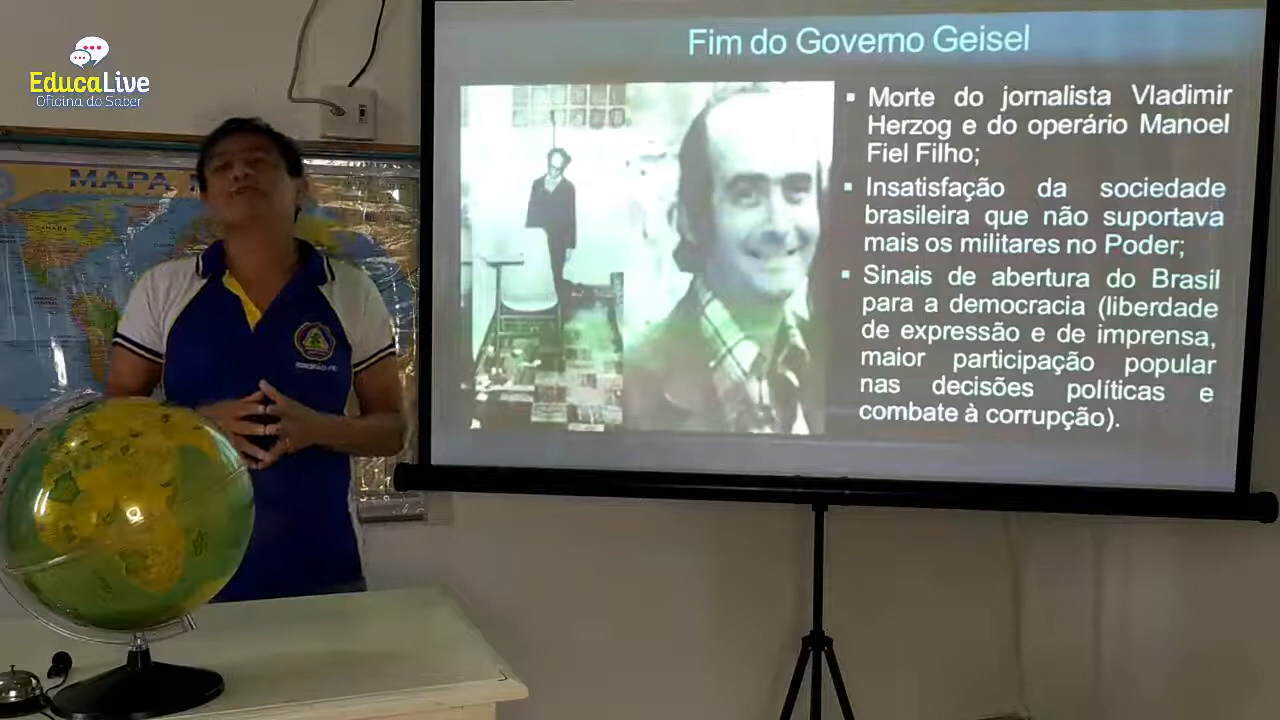 EducaLive
Oficina do Saber
MAPA
CANADÁ
Fim do Governo Geisel
▪ Morte do jornalista Vladimir
Herzog e do operário Manoel
Fiel Filho;
▪ Insatisfação da sociedade
brasileira que não suportava
mais os militares no Poder;
▪ Sinais de abertura do Brasil
para a democracia (liberdade
de expressão e de imprensa,
maior participação popular
nas decisões políticas e
combate à corrupção).